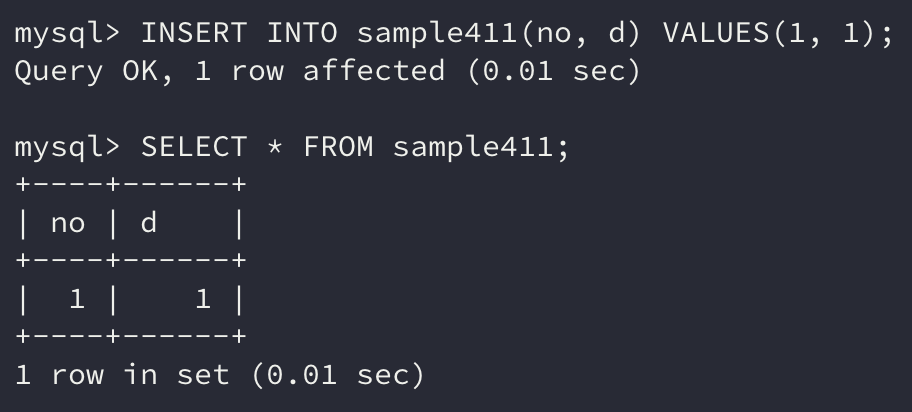 mysql> INSERT INTO sample411(no, d) VALUES(1, 1);
Query OK, 1 row affected (0.01 sec)

mysql> SELECT * FROM sample411;
+----+------+
| no | d    |
+----+------+
|  1 |    1 |
+----+------+
1 row in set (0.01 sec)